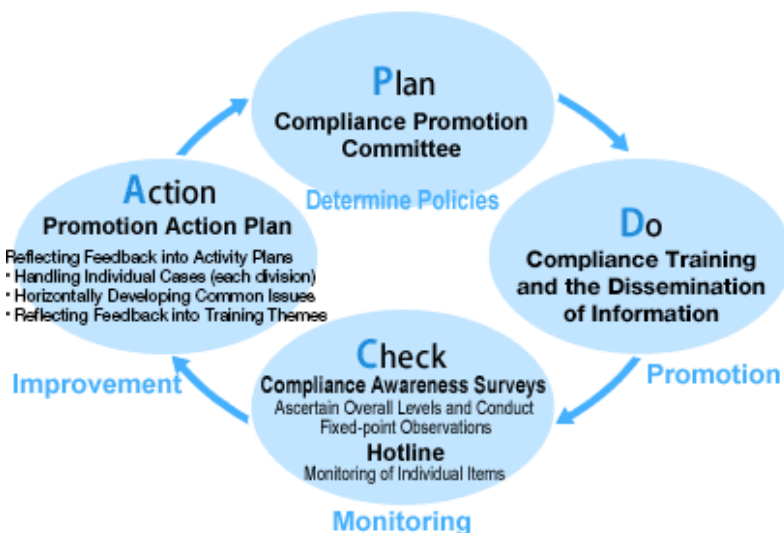 Plan
Compliance Promotion
Committee
Determine Policies
Do
Compliance Training
and the Dissemination
of Information
Promotion
Check
Compliance Awareness Surveys
Ascertain Overall Levels and Conduct
Fixed-point Observations
Hotline
Monitoring of Individual Items
Monitoring
Action
Promotion Action Plan
Reflecting Feedback into Activity Plans
・Handling Individual Cases (each division)
・Horizontally Developing Common Issues
・Reflecting Feedback into Training Themes
Improvement